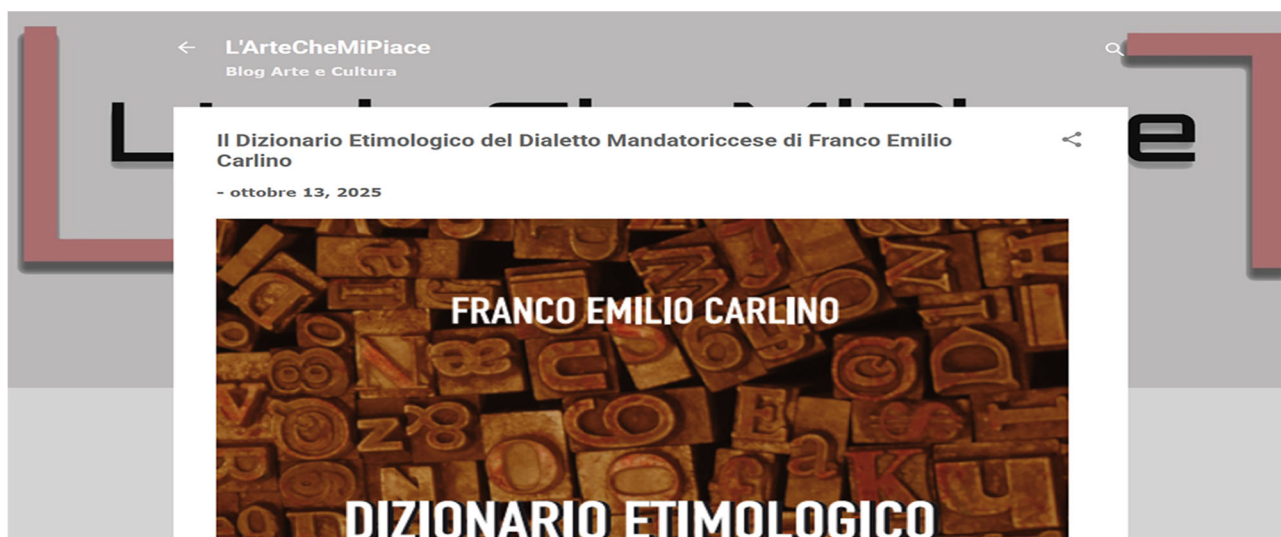 L'ArteCheMiPiace
Blog Arte e Cultura
Il Dizionario Etimologico del Dialetto Mandatoriccese di Franco Emilio
Carlino
- ottobre 13, 2025
FRANCO EMILIO CARLINO
DIZIONARIO ETIMOLOGICO